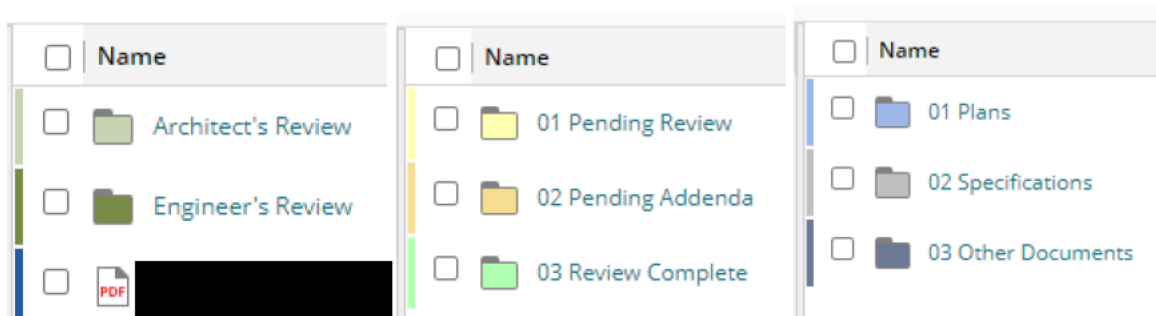 Name
Architect's Review
Engineer's Review
PDF
Name
01 Pending Review
02 Pending Addenda
03 Review Complete
Name
01 Plans
02 Specifications
03 Other Documents